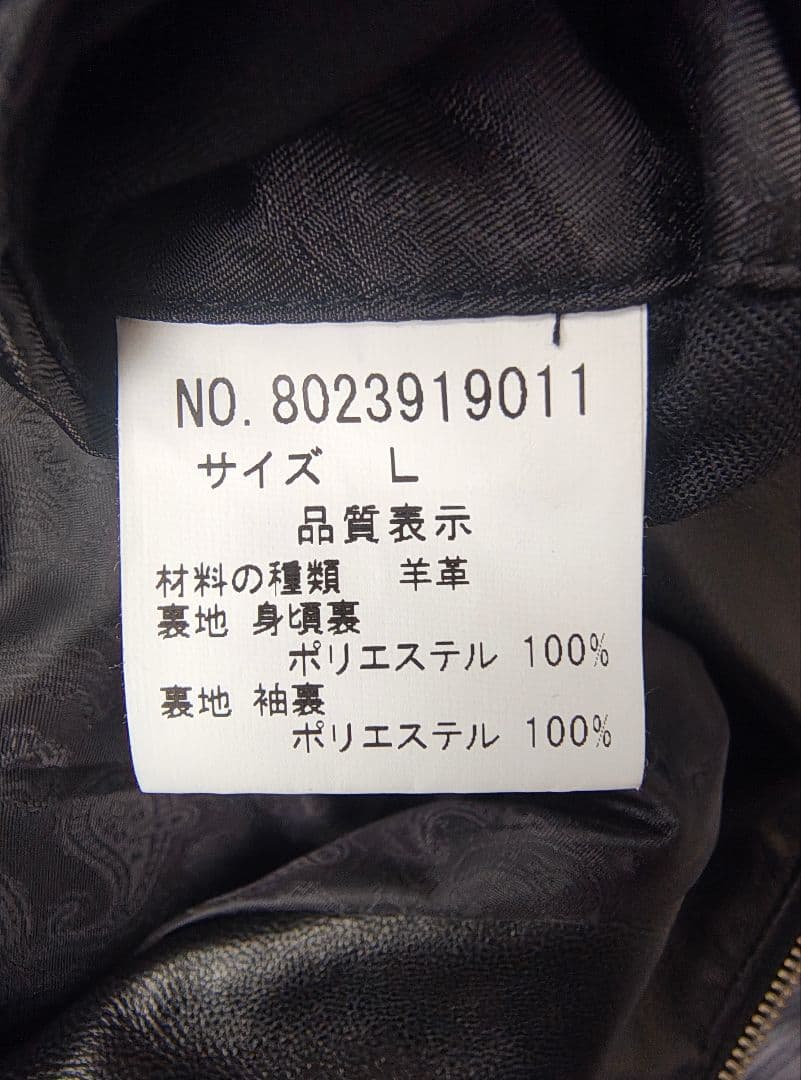 NO. 8023919011
サイズ L
品質表示
材料の種類 羊革
裏地 身頃裏
ポリエステル 100%
裏地 袖裏
ポリエステル 100%